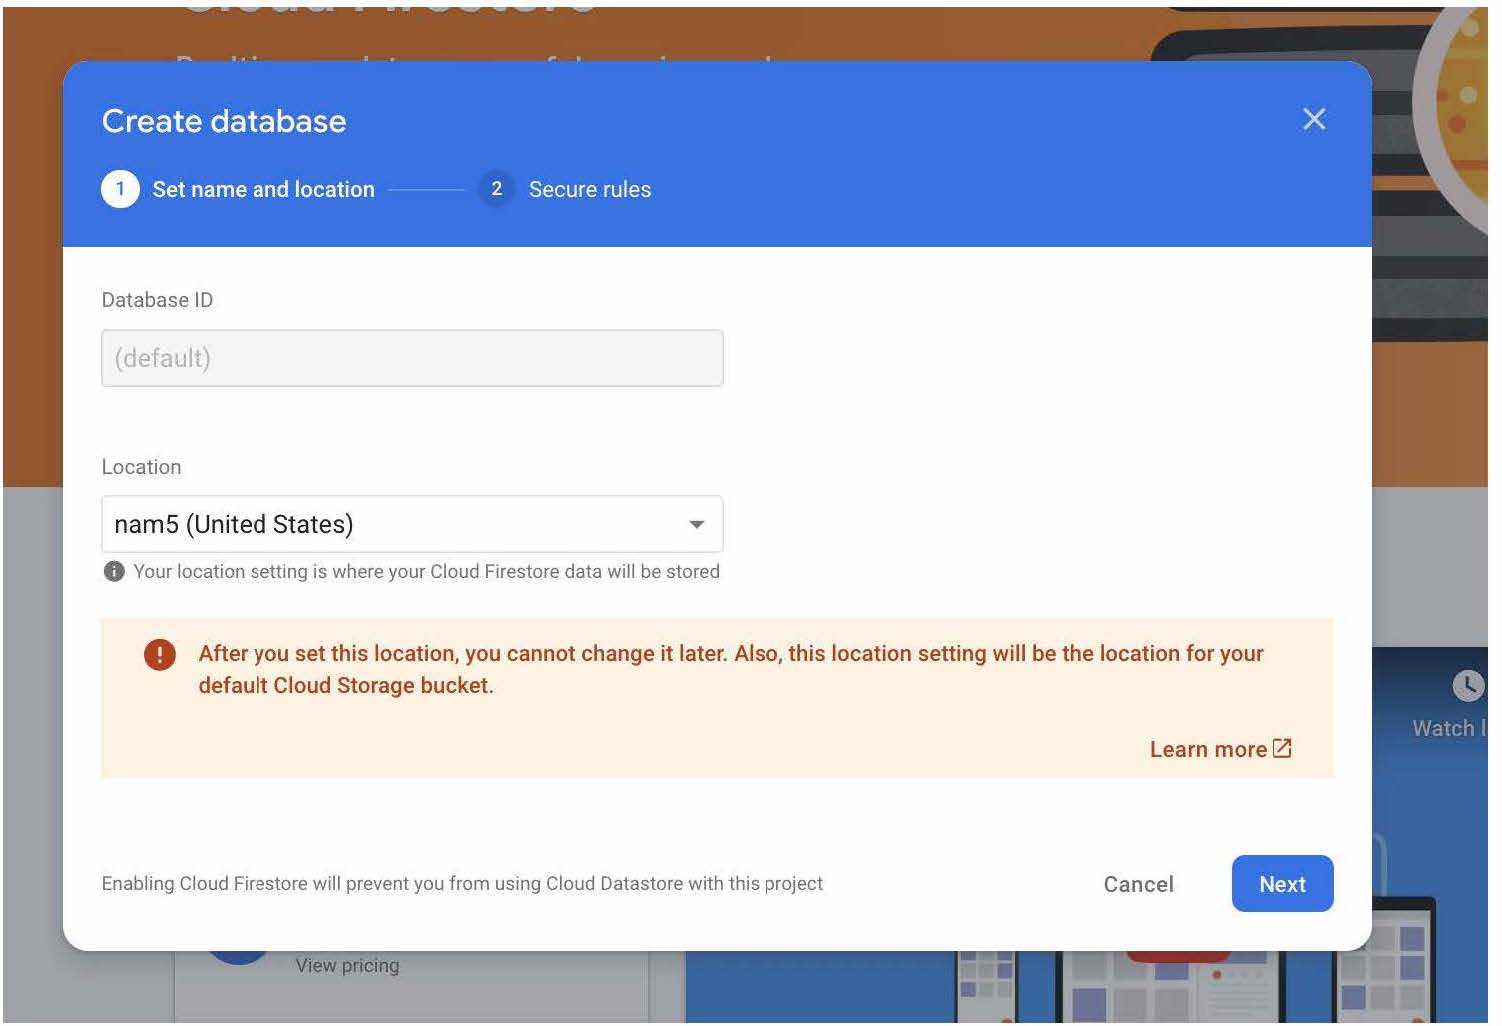 Cloud Firestore
Create database
1 Set name and location
2 Secure rules
Database ID
(default)
Location
nam5 (United States)
Your location setting is where your Cloud Firestore data will be stored
After you set this location, you cannot change it later. Also, this location setting will be the location for your
default Cloud Storage bucket.
Learn more
Enabling Cloud Firestore will prevent you from using Cloud Datastore with this project
Cancel
Next
Watch
View pricing